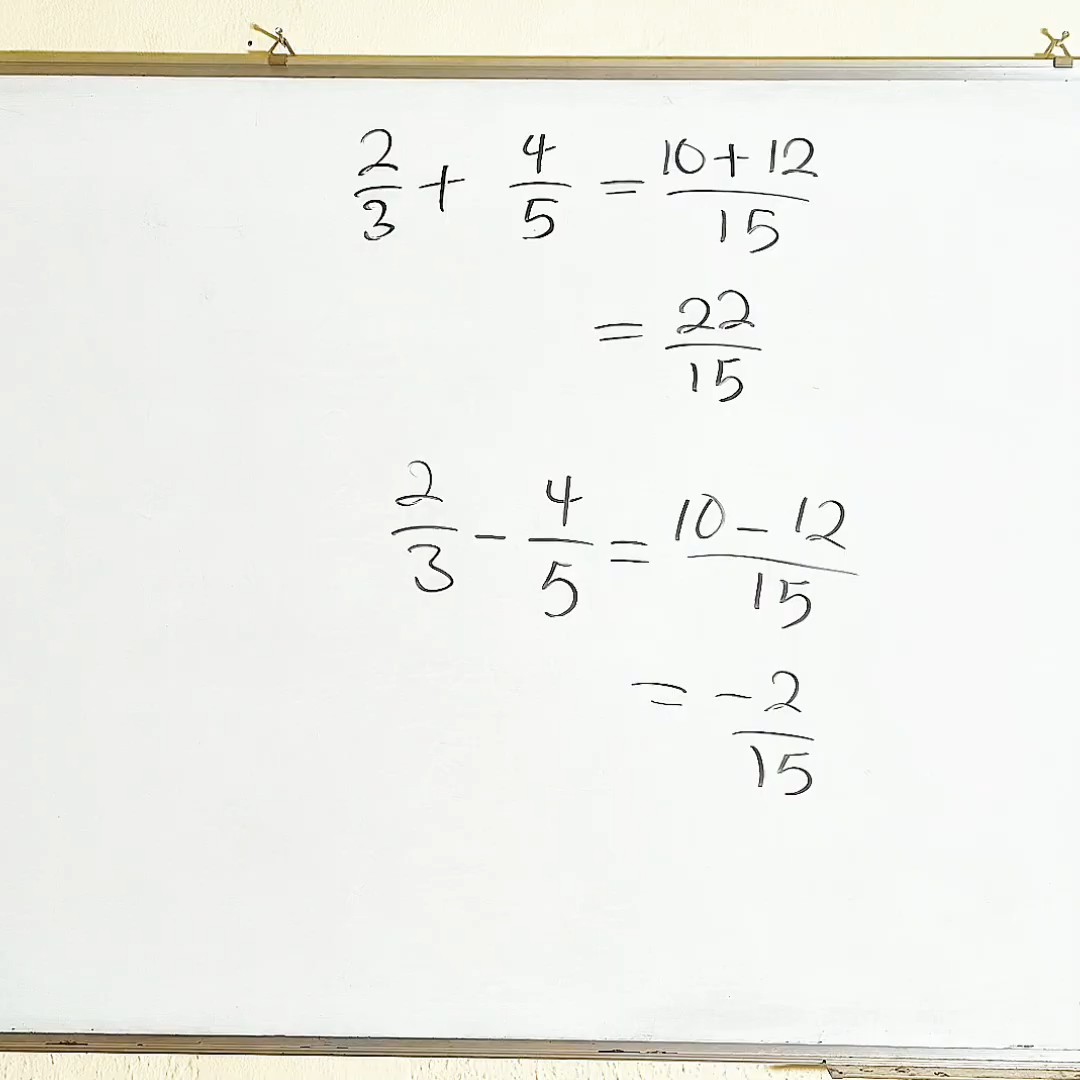 2/3 + 4/5 = 10+12/15
= 22/15
2/3 - 4/5 = 10-12/15
= -2/15